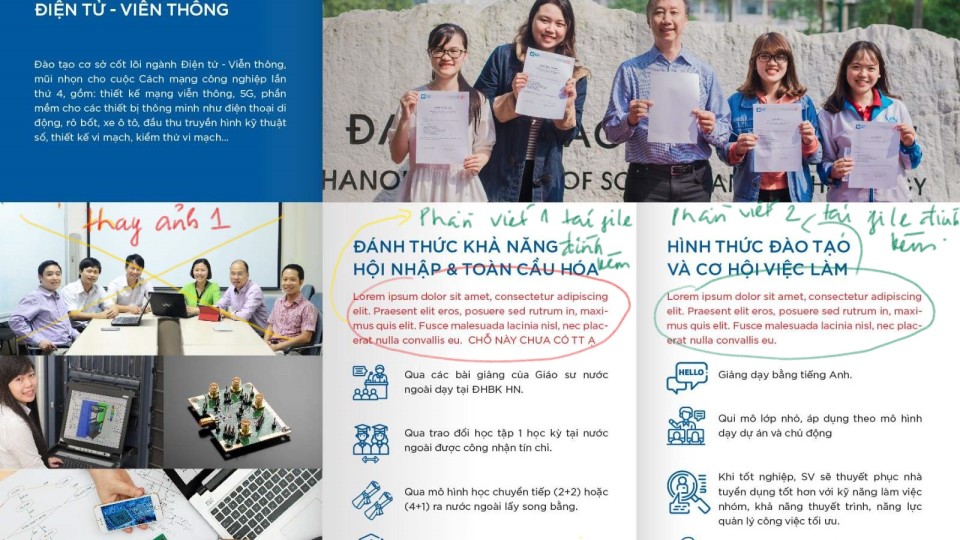 ĐIỆN TỬ - VIỄN THÔNG
Đào tạo cơ sở cốt lõi ngành Điện tử - Viễn thông,
mũi nhọn cho cuộc Cách mạng công nghiệp lần
thứ 4, gồm: thiết kế mạng viễn thông, 5G, phần
mềm cho các thiết bị thông minh như điện thoại di
động, rô bốt, xe ô tô, đầu thu truyền hình kỹ thuật
số, thiết kế vi mạch, kiểm thử vi mạch...
HANO
OF SC
thay ảnh 1
Phần viết 1 tại file
đính
kèm
ĐÁNH THỨC KHẢ NĂNG
HỘI NHẬP & TOÀN CẦU HÓA
Lorem ipsum dolor sit amet, consectetur adipiscing
elit. Praesent elit eros, posuere sed rutrum in, maxi-
mus quis elit. Fusce malesuada lacinia nisl, nec plac-
erat nulla convallis eu. CHỖ NÀY CHƯA CÓ TT Ạ
Qua các bài giảng của Giáo sư nước
ngoài dạy tại ĐHBK HN.
Qua trao đổi học tập 1 học kỳ tại nước
ngoài được công nhận tín chỉ.
Qua mô hình học chuyển tiếp (2+2) hoặc
(4+1) ra nước ngoài lấy song bằng.
Phần viết 2 tại file đính
kèm.
HÌNH THỨC ĐÀO TẠO
VÀ CƠ HỘI VIỆC LÀM
Lorem ipsum dolor sit amet, consectetur adipiscing
elit. Praesent elit eros, posuere sed rutrum in, maxi-
mus quis elit. Fusce malesuada lacinia nisl, nec plac-
erat nulla convallis eu.
HELLO
Giảng dạy bằng tiếng Anh.
Qui mô lớp nhỏ, áp dụng theo mô hình
dạy dự án và chủ động
Khi tốt nghiệp, SV sẽ thuyết phục nhà
tuyển dụng tốt hơn với kỹ năng làm việc
nhóm, khả năng thuyết trình, năng lực
quản lý công việc tối ưu.